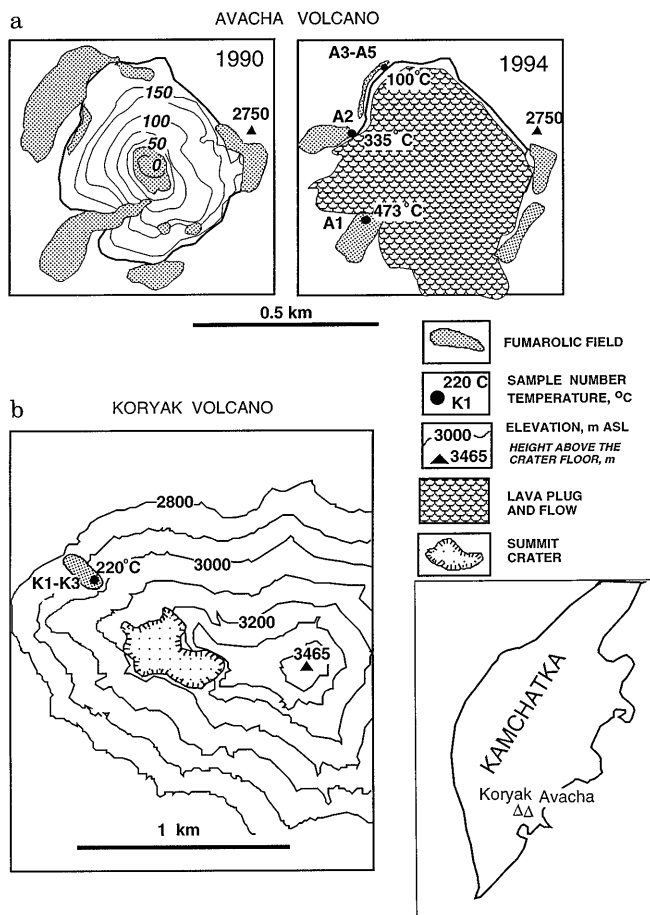 a
AVACHA VOLCANO
1990
150
100
50
0
2750
1994
A3-A5
100°C
A2
335°C
2750
A1
473°C
0.5 km
FUMAROLIC FIELD
220 C
K1
SAMPLE NUMBER
TEMPERATURE, °C
3000
3465
ELEVATION, m ASL
HEIGHT ABOVE THE
CRATER FLOOR, m
LAVA PLUG
AND FLOW
SUMMIT
CRATER
b
KORYAK VOLCANO
2800
3000
220°C
K1-K3
3200
3465
1 km
KAMCHATKA
Koryak Avacha